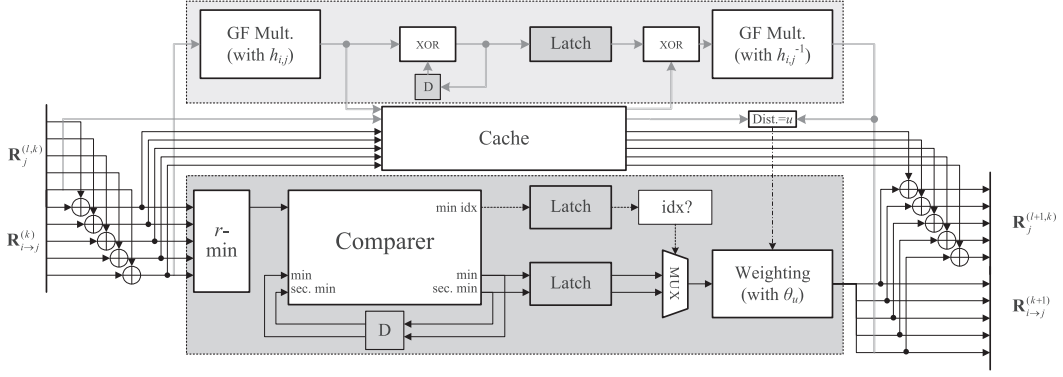 GF Mult.
(with h_{i,j})
XOR
D
Latch
XOR
GF Mult.
(with h_{i,j}^{-1})
Cache
Dist.=u
R_j^{(l,k)}
R_{i→j}^{(k)}
r-
min
Comparer
min idx
min
sec. min
min
sec. min
D
Latch
Latch
idx?
MUX
Weighting
(with θ_u)
R_j^{(l+1,k)}
R_{i→j}^{(k+1)}